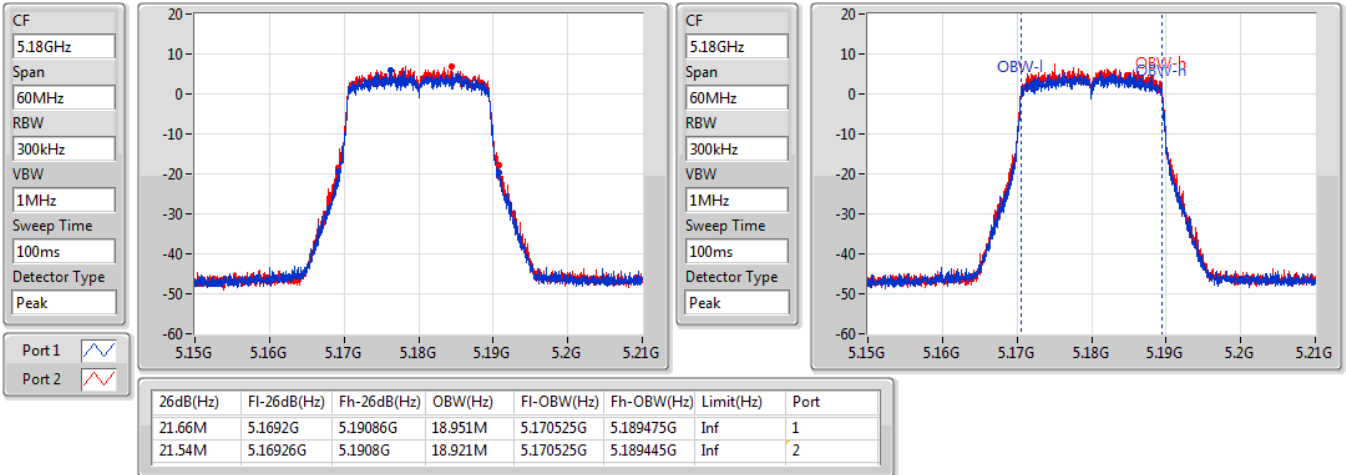 CF
5.18GHz
Span
60MHz
RBW
300kHz
VBW
1MHz
Sweep Time
100ms
Detector Type
Peak
Port 1
Port 2
20
10
0
-10
-20
-30
-40
-50
-60
5.15G 5.16G 5.17G 5.18G 5.19G 5.2G 5.21G
CF
5.18GHz
Span
60MHz
RBW
300kHz
VBW
1MHz
Sweep Time
100ms
Detector Type
Peak
20
10
0
-10
-20
-30
-40
-50
-60
OBW-l OBW-h
OBW-h
5.15G 5.16G 5.17G 5.18G 5.19G 5.2G 5.21G
26dB(Hz) Fl-26dB(Hz) Fh-26dB(Hz) OBW(Hz) Fl-OBW(Hz) Fh-OBW(Hz) Limit(Hz) Port
21.66M 5.1692G 5.19086G 18.951M 5.170525G 5.189475G Inf 1
21.54M 5.16926G 5.1908G 18.921M 5.170525G 5.189445G Inf 2